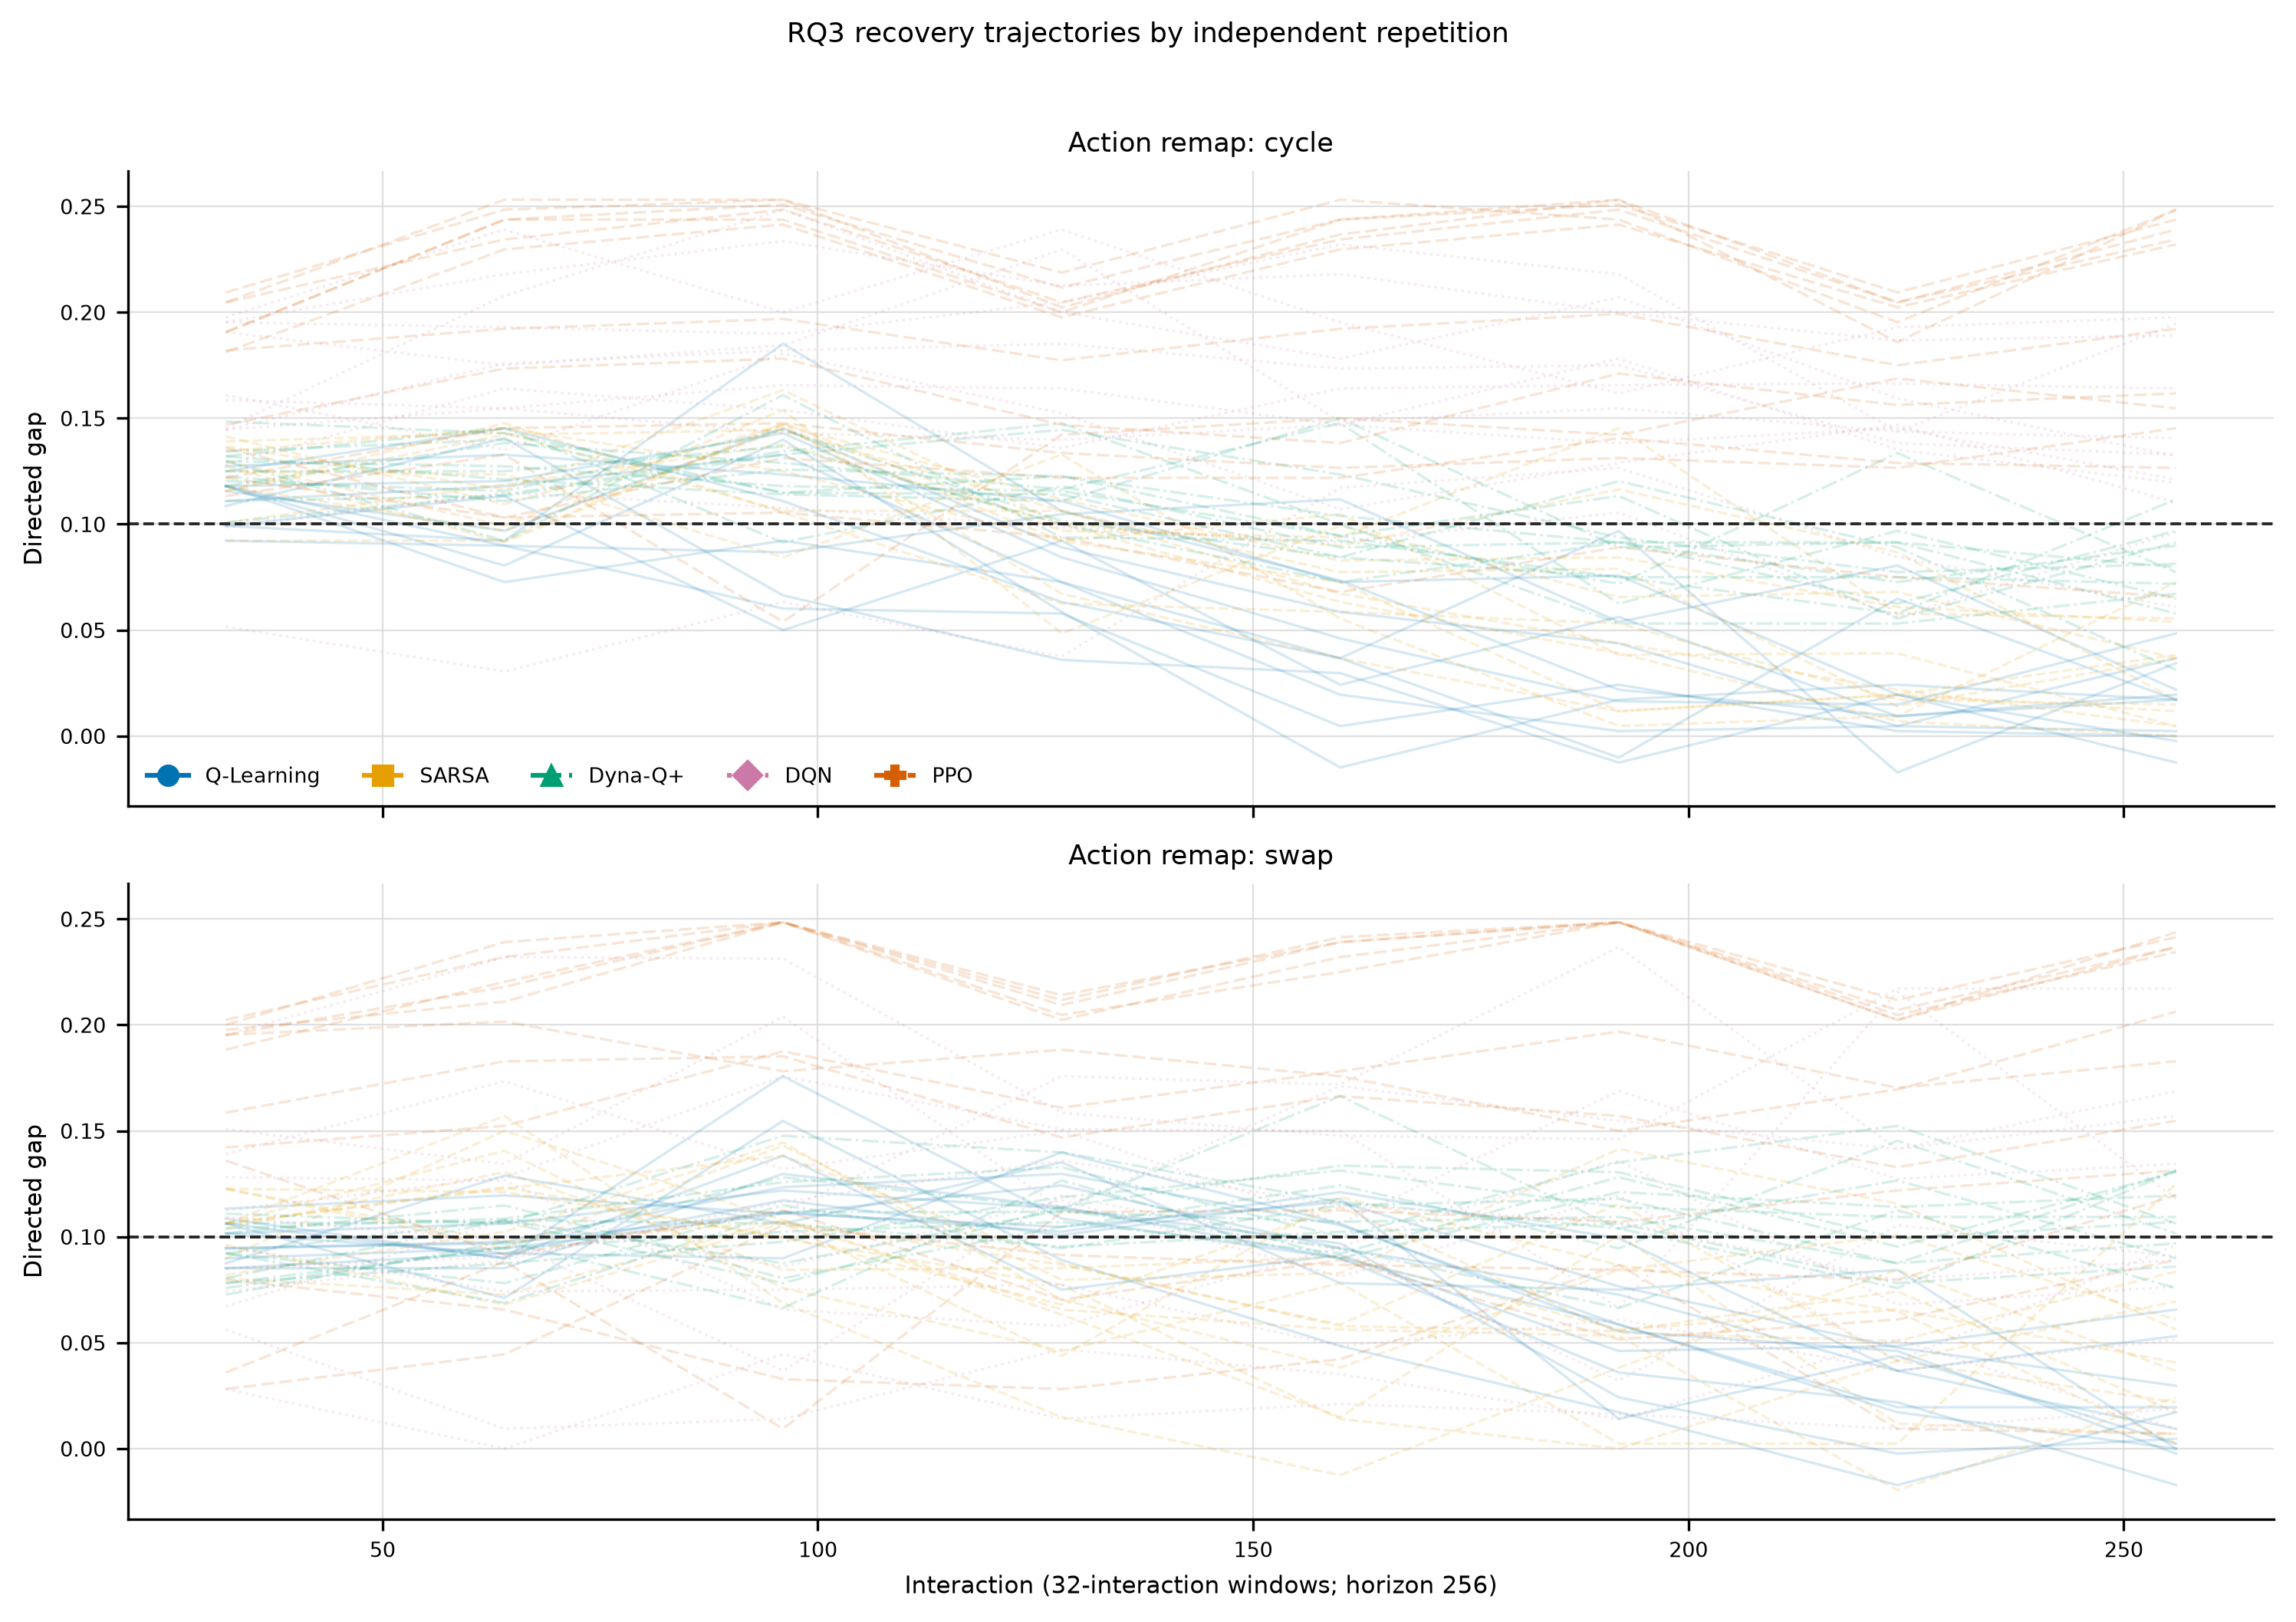 RQ3 recovery trajectories by independent repetition
Action remap: cycle
0.25
0.20
0.15
0.10
0.05
0.00
Directed gap
Q-Learning SARSA Dyna-Q+ DQN PPO
Action remap: swap
0.25
0.20
0.15
0.10
0.05
0.00
Directed gap
50 100 150 200 250
Interaction (32-interaction windows; horizon 256)